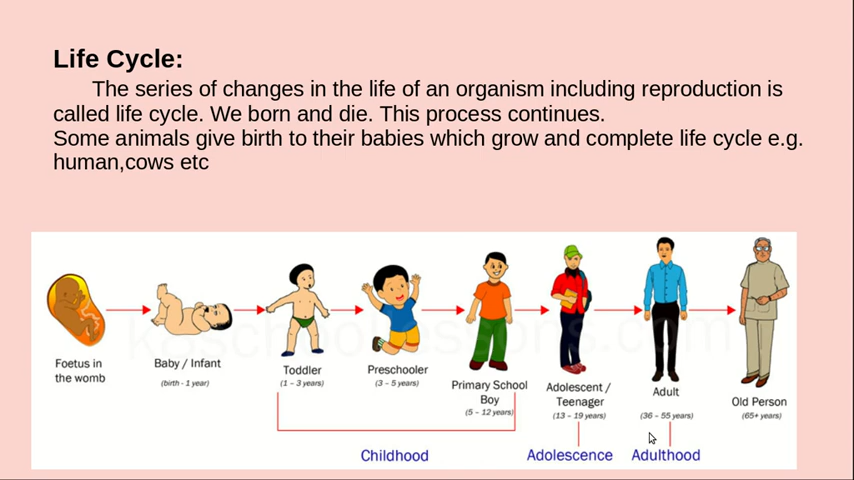 Life Cycle:
The series of changes in the life of an organism including reproduction is
called life cycle. We born and die. This process continues.
Some animals give birth to their babies which grow and complete life cycle e.g.
human,cows etc
Foetus in
the womb
Baby / Infant
(birth - 1 year)
Toddler
(1 – 3 years)
Preschooler
(3 – 5 years)
Primary School
Boy
(5 – 12 years)
Adolescent /
Teenager
(13 – 19 years)
Adult
(36 – 55 years)
Old Person
(65+ years)
Childhood
Adolescence
Adulthood